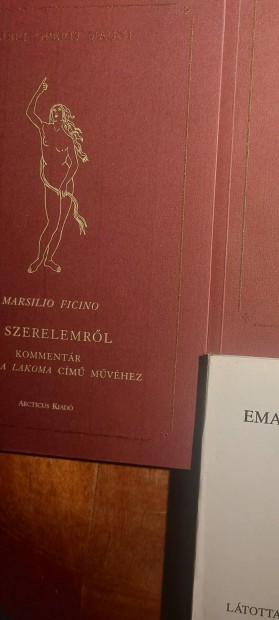 MARSILIO FICINO
SZERELEMRŐL
KOMMENTÁR
A LAKOMA CÍMŰ MŰVÉHEZ
ARCTICUS KIADÓ
EMA
LÁTOTTA